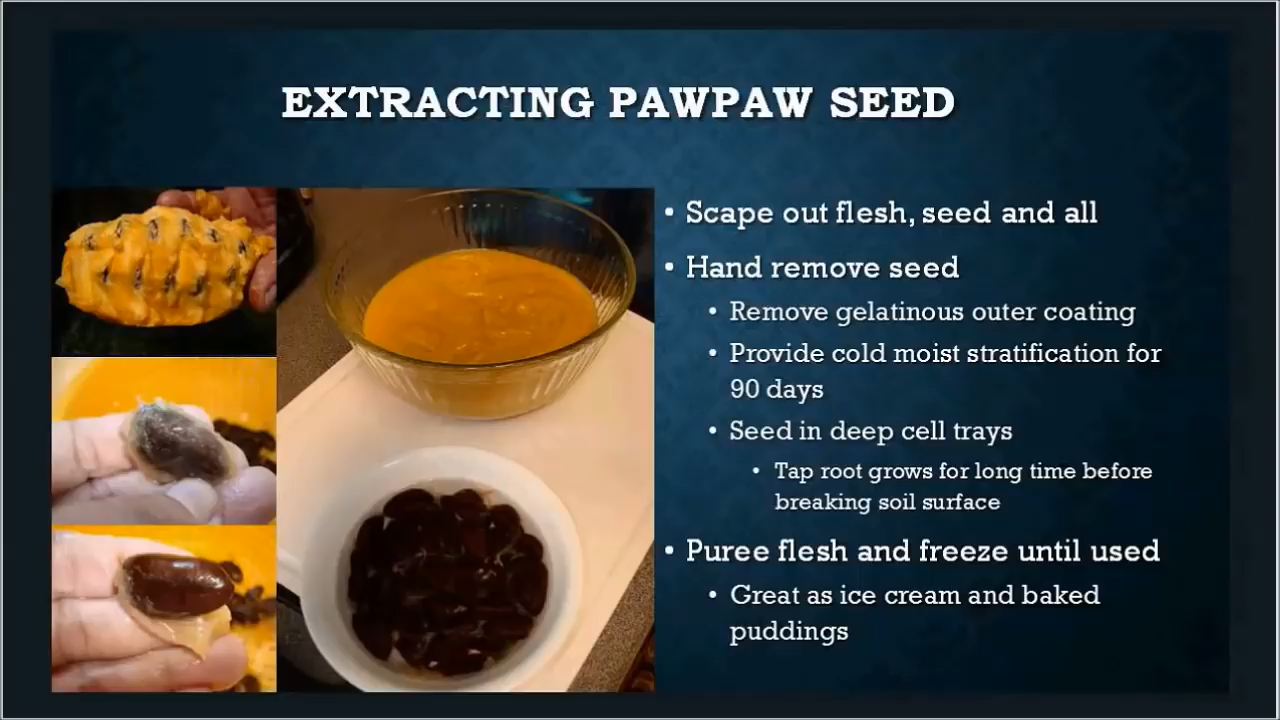 EXTRACTING PAWPAW SEED
• Scape out flesh, seed and all
• Hand remove seed
• Remove gelatinous outer coating
• Provide cold moist stratification for
90 days
• Seed in deep cell trays
• Tap root grows for long time before
breaking soil surface
• Puree flesh and freeze until used
• Great as ice cream and baked
puddings